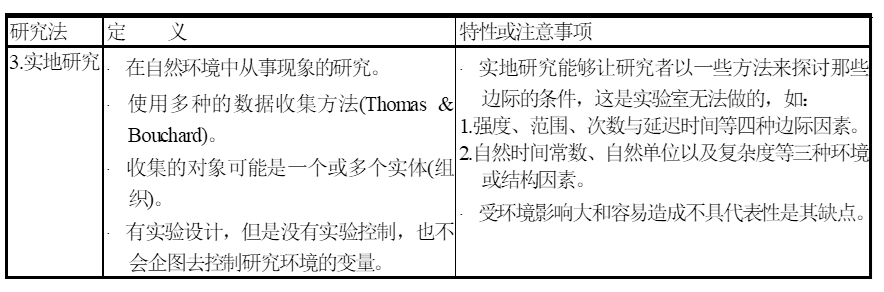 研究法 定 义 特性或注意事项
3.实地研究
· 在自然环境中从事现象的研究。
· 使用多种的数据收集方法(Thomas &
Bouchard)。
· 收集的对象可能是一个或多个实体(组
织)。
· 有实验设计，但是没有实验控制，也不
会企图去控制研究环境的变量。
· 实地研究能够让研究者以一些方法来探讨那些
边际的条件，这是实验室无法做的，如：
1.强度、范围、次数与延迟时间等四种边际因素。
2.自然时间常数、自然单位以及复杂度等三种环境
或结构因素。
· 受环境影响大和容易造成不具代表性是其缺点。